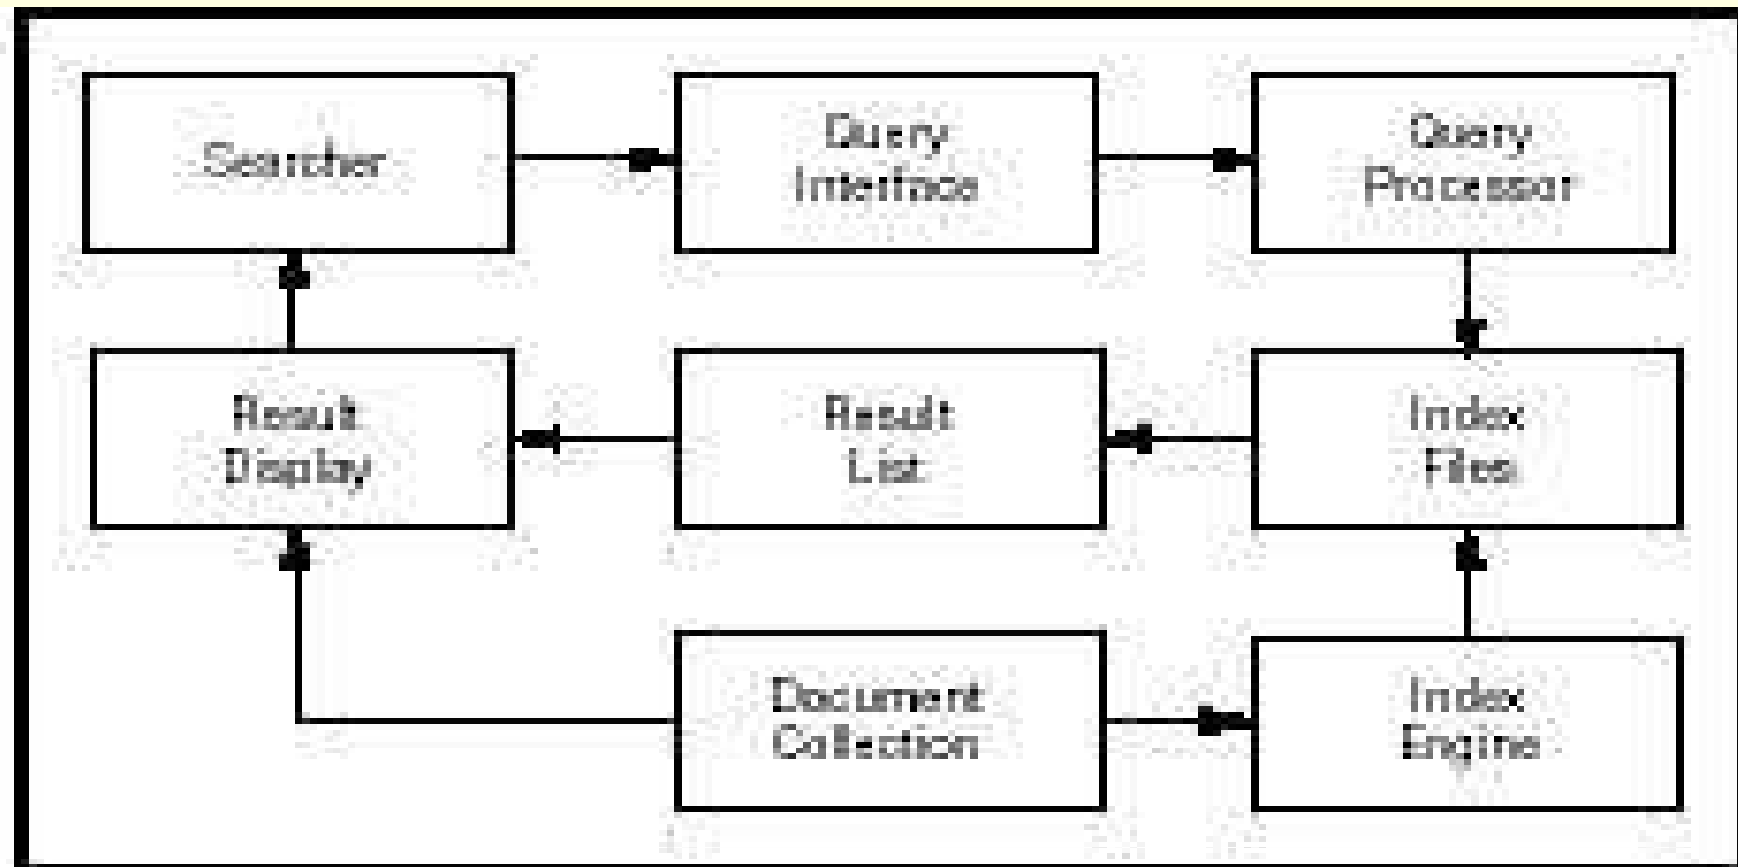 Searcher
Query
Interface
Query
Processor
Result
Display
Result
List
Index
Files
Document
Collection
Index
Engine